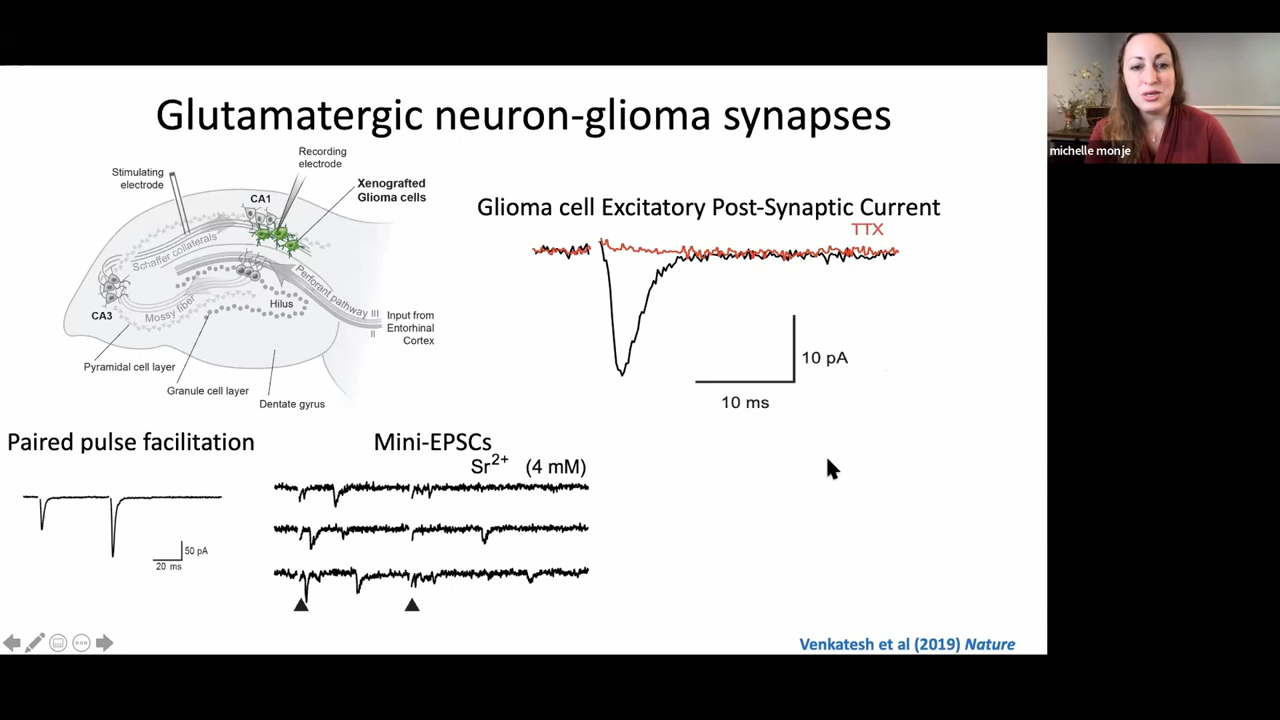 Glutamatergic neuron-glioma synapses
michelle monje
Recording
electrode
Stimulating
electrode
Xenografted
Glioma cells
CA1
Schaffer collaterals
CA3
Mossy fiber
Perforant pathway
III
II
Hilus
Input from
Entorhinal
Cortex
Pyramidal cell layer
Granule cell layer
Dentate gyrus
Glioma cell Excitatory Post-Synaptic Current
TTX
10 pA
10 ms
Paired pulse facilitation
50 pA
20 ms
Mini-EPSCs
Sr2+ (4 mM)
Venkatesh et al (2019) Nature